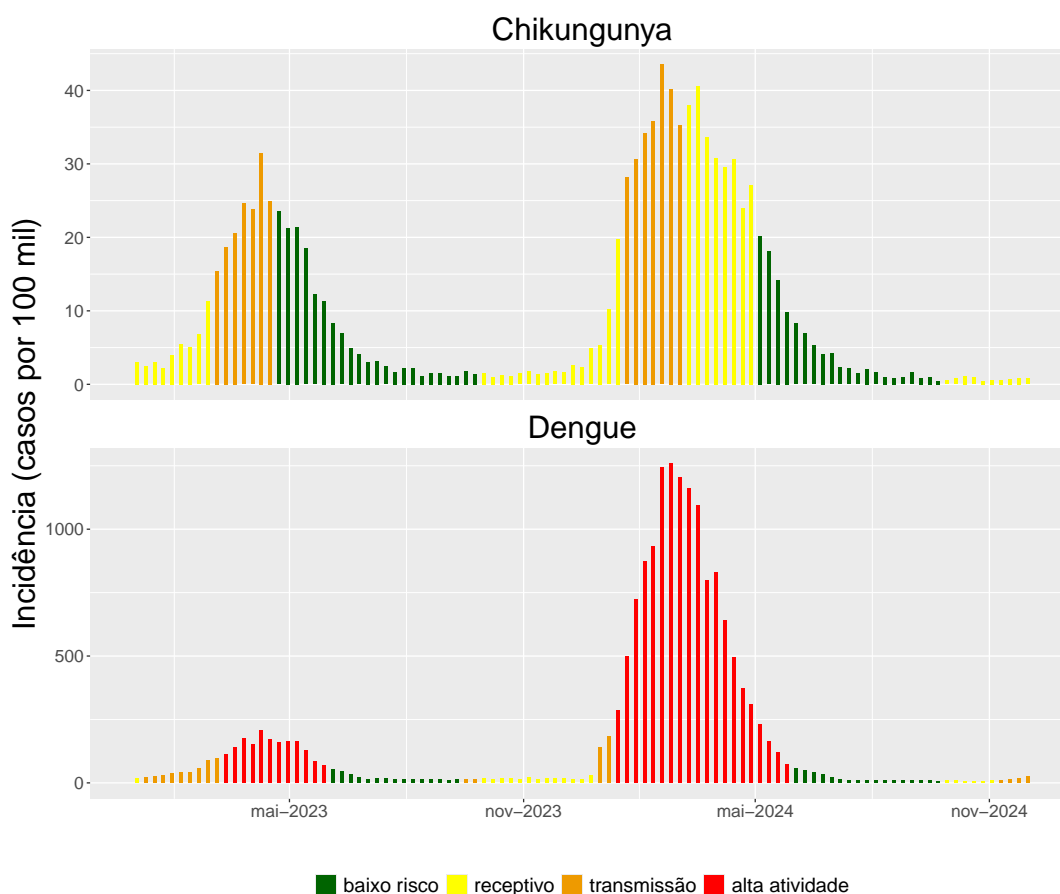 Chikungunya
Incidência (casos por 100 mil)
40
30
20
10
0
Dengue
1000
500
0
mai–2023
nov–2023
mai–2024
nov–2024
baixo risco
receptivo
transmissão
alta atividade